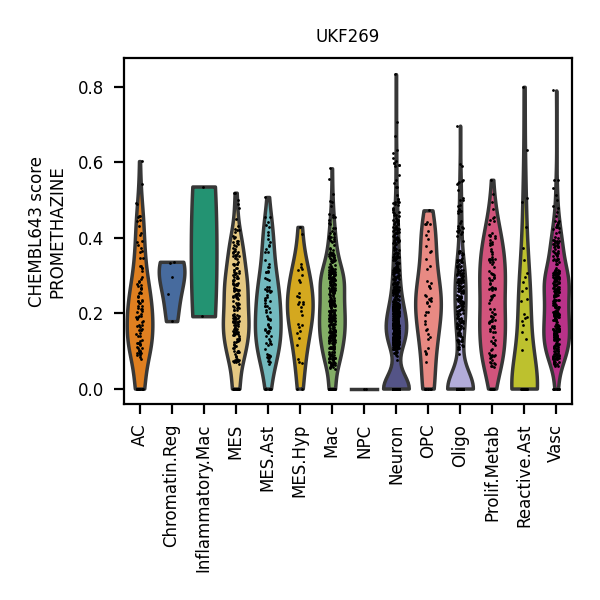 UKF269
CHEMBL643 score
PROMETHAZINE
0.8
0.6
0.4
0.2
0.0
AC
Chromatin.Reg
Inflammatory.Mac
MES
MES.Ast
MES.Hyp
Mac
NPC
Neuron
OPC
Oligo
Prolif.Metab
Reactive.Ast
Vasc